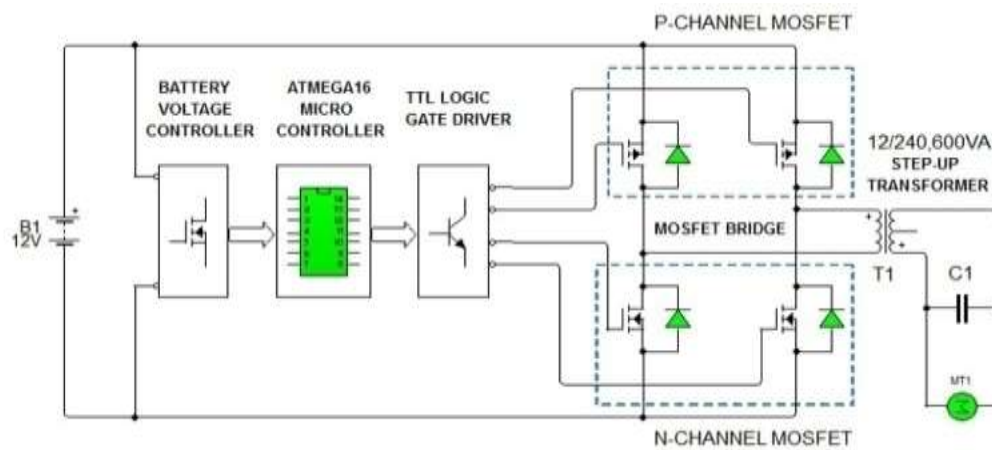 P-CHANNEL MOSFET
BATTERY
VOLTAGE
CONTROLLER
ATMEGA16
MICRO
CONTROLLER
TTL LOGIC
GATE DRIVER
12/240,600VA
STEP-UP
TRANSFORMER
B1
12V
MOSFET BRIDGE
T1
C1
MT1
N-CHANNEL MOSFET